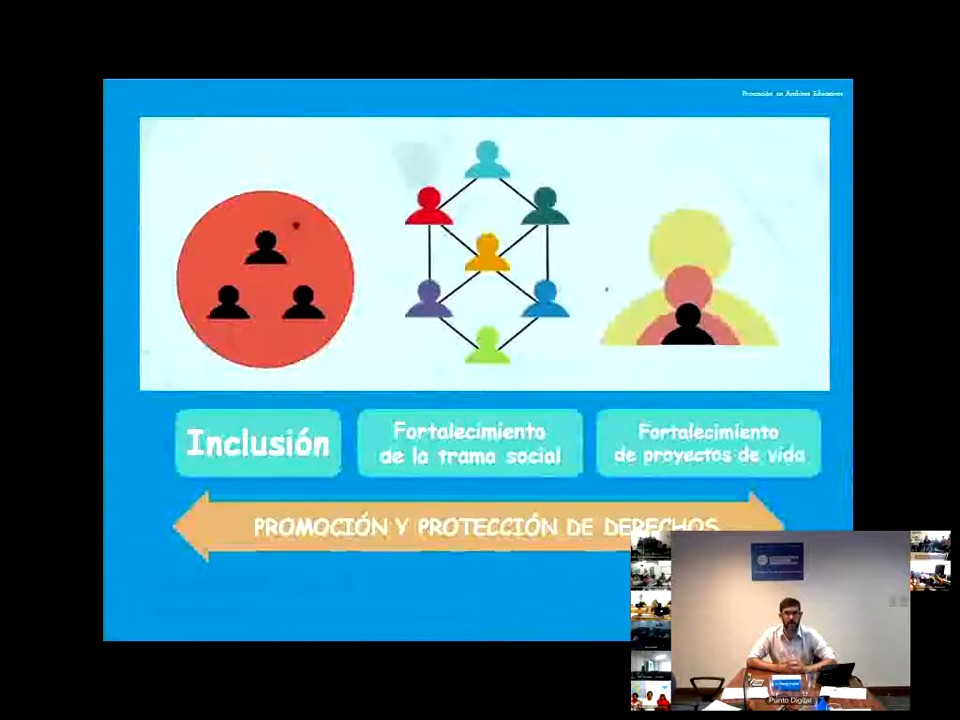 Promoción en Ámbitos Educativos
Inclusión
Fortalecimiento
de la trama social
Fortalecimiento
de proyectos de vida
PROMOCIÓN Y PROTECCIÓN DE DERECHOS
Punto Digital